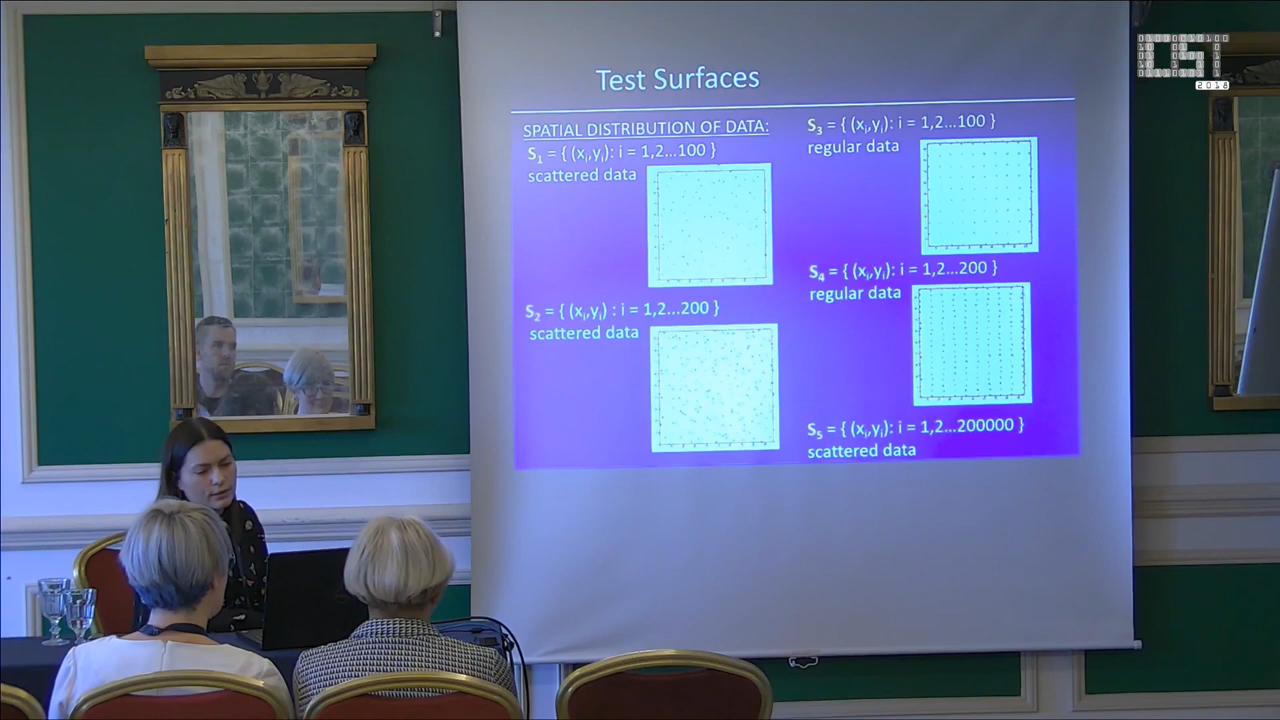 Test Surfaces
SPATIAL DISTRIBUTION OF DATA:
S₁ = { (xᵢ,yᵢ): i = 1,2...100 }
scattered data
S₂ = { (xᵢ,yᵢ) : i = 1,2...200 }
scattered data
S₃ = { (xᵢ,yᵢ): i = 1,2...100 }
regular data
S₄ = { (xᵢ,yᵢ): i = 1,2...200 }
regular data
S₅ = { (xᵢ,yᵢ): i = 1,2...200000 }
scattered data
2018